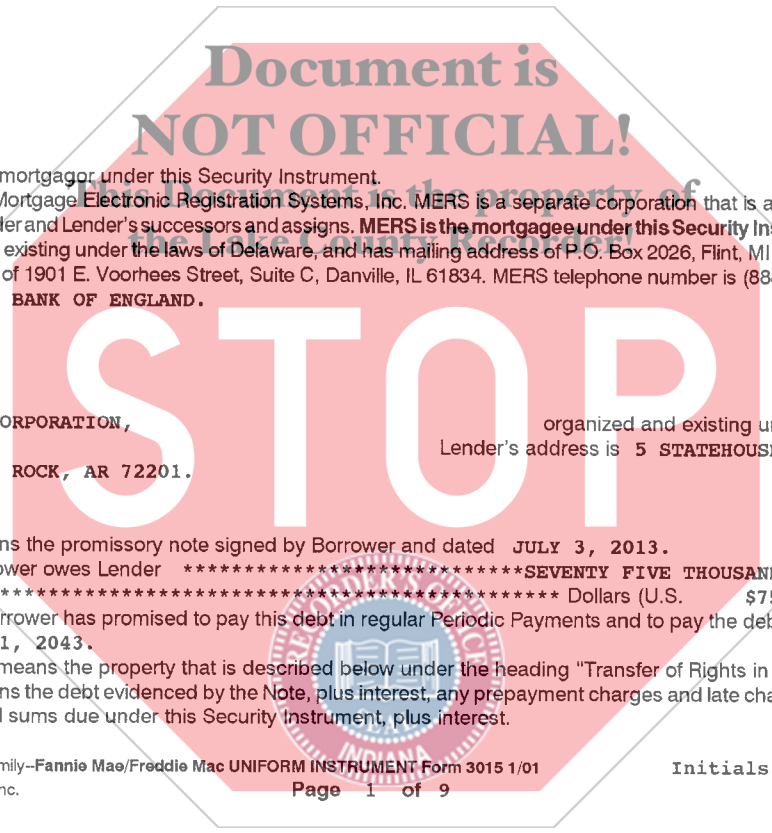 Document is
NOT OFFICIAL!
mortgagor under this Security Instrument.
This Document is the property of
Mortgage Electronic Registration Systems, Inc. MERS is a separate corporation that is a
der and Lender's successors and assigns. MERS is the mortgagee under this Security Ins
the Lake County Recorder!
existing under the laws of Delaware, and has mailing address of P.O. Box 2026, Flint, MI
of 1901 E. Voorhees Street, Suite C, Danville, IL 61834. MERS telephone number is (88
BANK OF ENGLAND.
STOP
ORPORATION, organized and existing u
Lender's address is 5 STATEHOUS
ROCK, AR 72201.
ns the promissory note signed by Borrower and dated JULY 3, 2013.
ower owes Lender ****************************SEVENTY FIVE THOUSAN
********************************************** Dollars (U.S. $75
rrower has promised to pay this debt in regular Periodic Payments and to pay the deb
1, 2043.
means the property that is described below under the heading "Transfer of Rights in
ns the debt evidenced by the Note, plus interest, any prepayment charges and late cha
l sums due under this Security Instrument, plus interest.
RECORDER'S OFFICE
SEAL
INDIANA
mily--Fannie Mae/Freddie Mac UNIFORM INSTRUMENT Form 3015 1/01 Initials
nc. Page 1 of 9